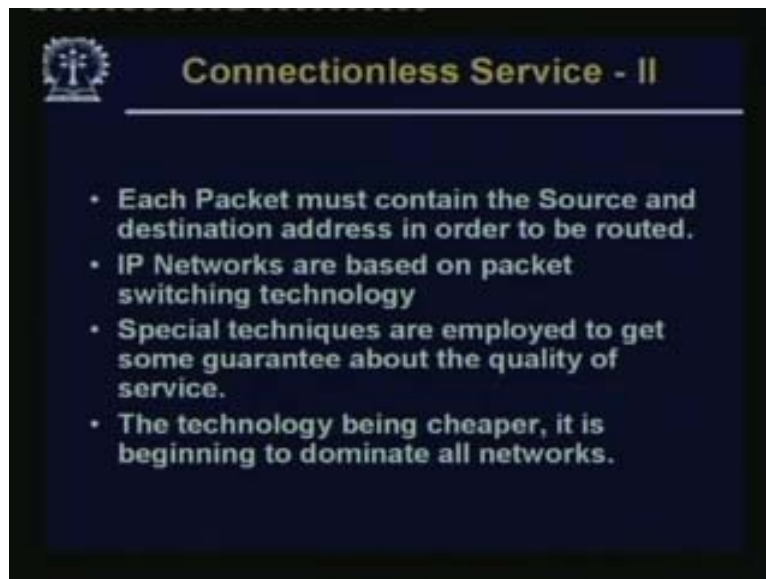 Connectionless Service - II
• Each Packet must contain the Source and
destination address in order to be routed.
• IP Networks are based on packet
switching technology
• Special techniques are employed to get
some guarantee about the quality of
service.
• The technology being cheaper, it is
beginning to dominate all networks.